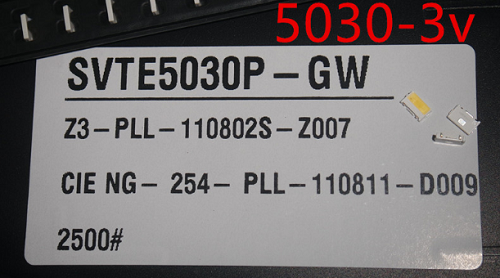 5030-3v
SVTE5030P-GW
Z3-PLL-110802S-Z007
CIE NG- 254- PLL-110811-D009
2500#